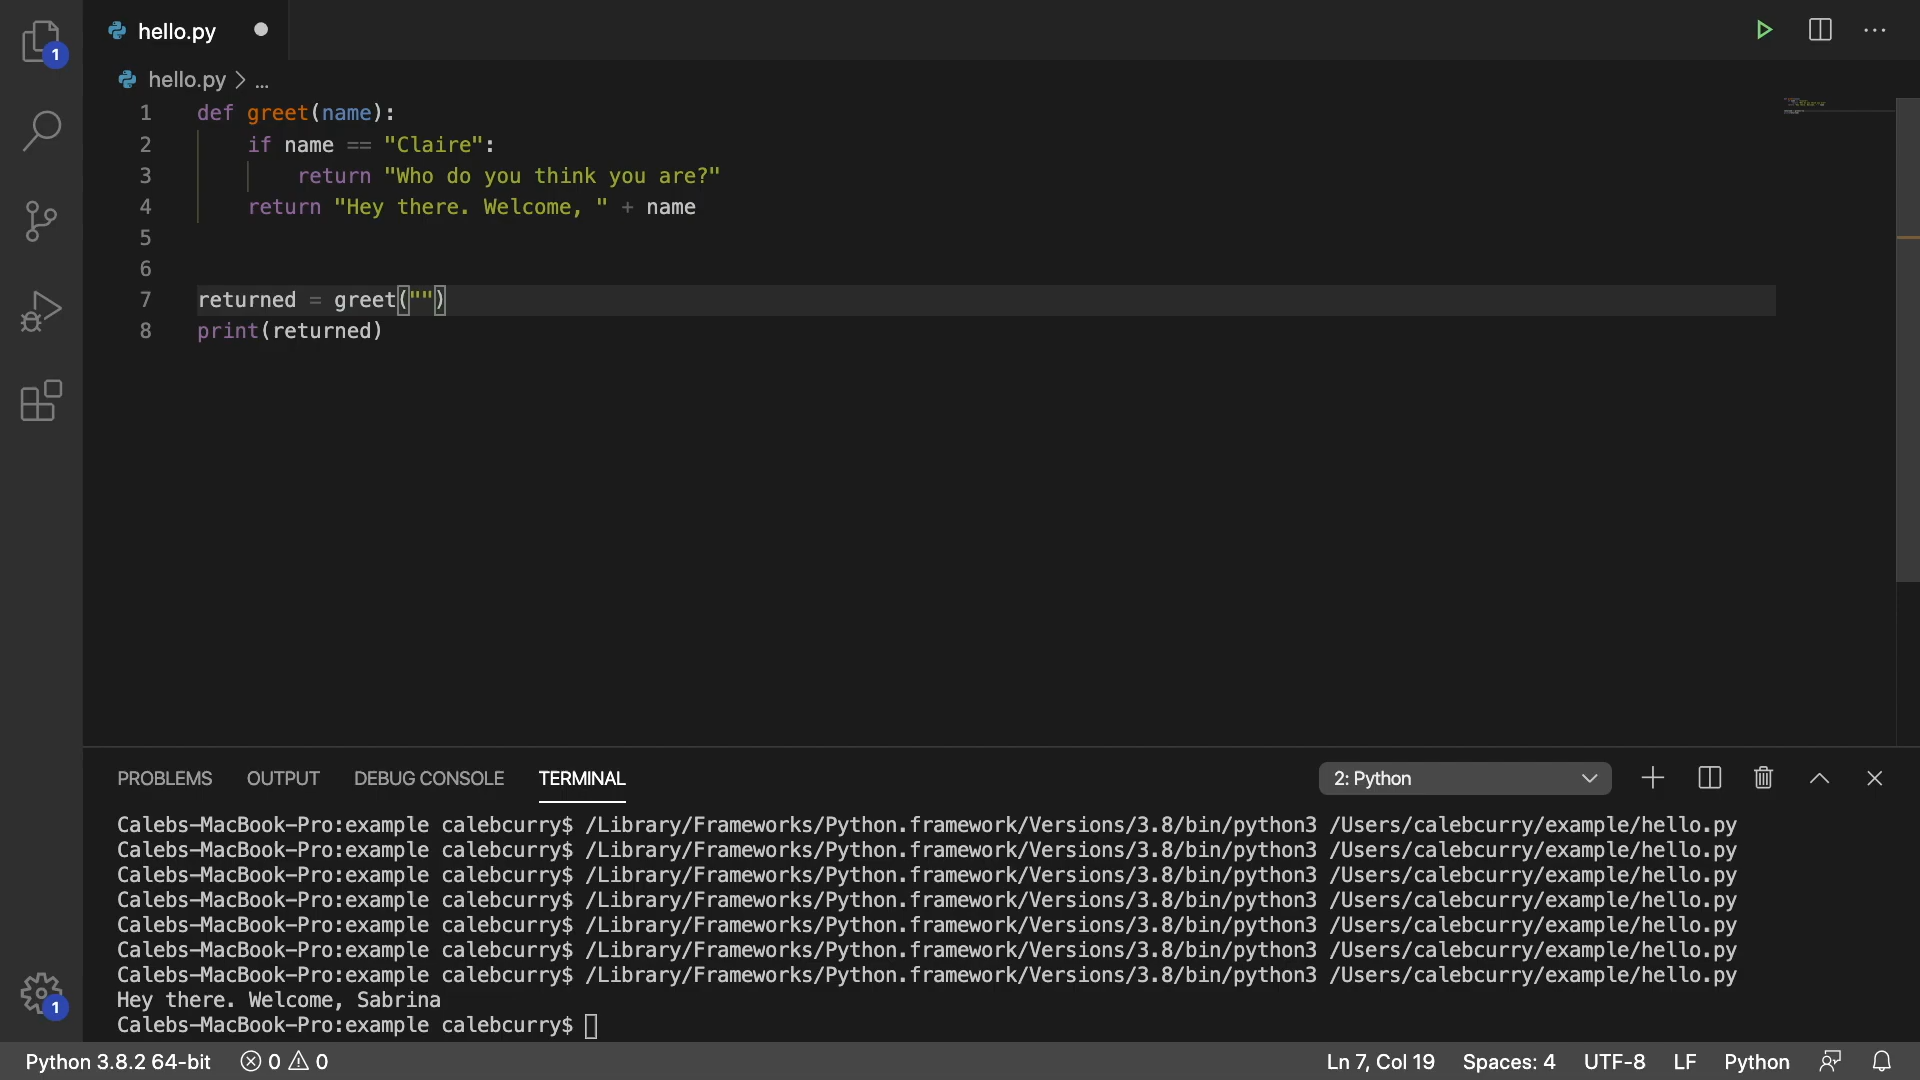 1
hello.py
hello.py > ...
1 def greet(name):
2 if name == "Claire":
3 return "Who do you think you are?"
4 return "Hey there. Welcome, " + name
5
6
7 returned = greet("")
8 print(returned)
PROBLEMS OUTPUT DEBUG CONSOLE TERMINAL 2: Python
Calebs-MacBook-Pro:example calebcurry$ /Library/Frameworks/Python.framework/Versions/3.8/bin/python3 /Users/calebcurry/example/hello.py
Calebs-MacBook-Pro:example calebcurry$ /Library/Frameworks/Python.framework/Versions/3.8/bin/python3 /Users/calebcurry/example/hello.py
Calebs-MacBook-Pro:example calebcurry$ /Library/Frameworks/Python.framework/Versions/3.8/bin/python3 /Users/calebcurry/example/hello.py
Calebs-MacBook-Pro:example calebcurry$ /Library/Frameworks/Python.framework/Versions/3.8/bin/python3 /Users/calebcurry/example/hello.py
Calebs-MacBook-Pro:example calebcurry$ /Library/Frameworks/Python.framework/Versions/3.8/bin/python3 /Users/calebcurry/example/hello.py
Calebs-MacBook-Pro:example calebcurry$ /Library/Frameworks/Python.framework/Versions/3.8/bin/python3 /Users/calebcurry/example/hello.py
Calebs-MacBook-Pro:example calebcurry$ /Library/Frameworks/Python.framework/Versions/3.8/bin/python3 /Users/calebcurry/example/hello.py
Hey there. Welcome, Sabrina
Calebs-MacBook-Pro:example calebcurry$
1
Python 3.8.2 64-bit 0 0 Ln 7, Col 19 Spaces: 4 UTF-8 LF Python